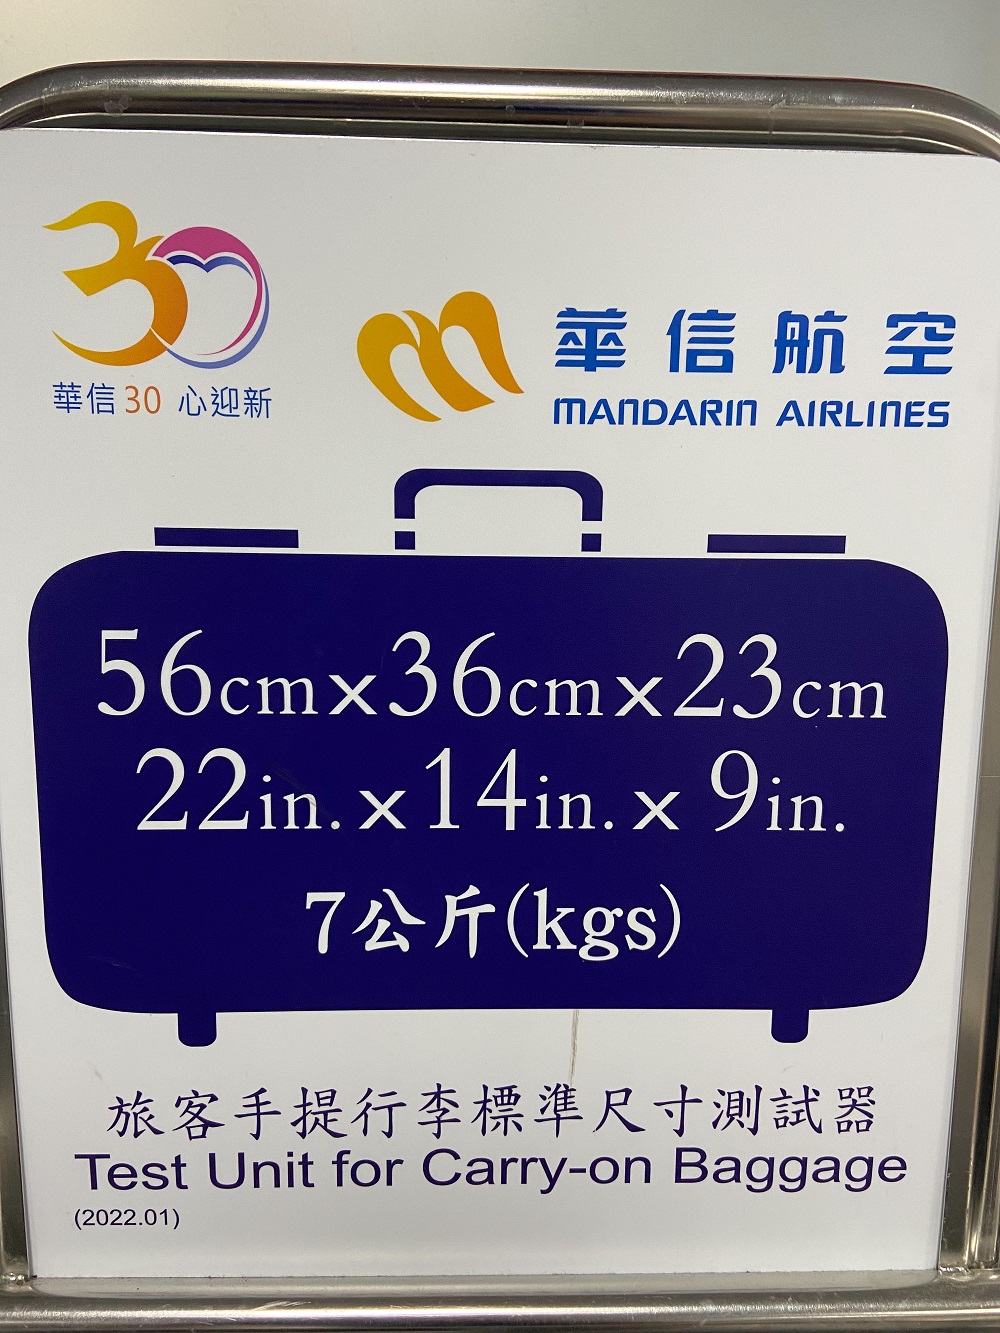 30
華信30 心迎新
華信航空
MANDARIN AIRLINES
56cm×36cm×23cm
22in.×14in.×9in.
7公斤(kgs)
旅客手提行李標準尺寸測試器
Test Unit for Carry-on Baggage
(2022.01)